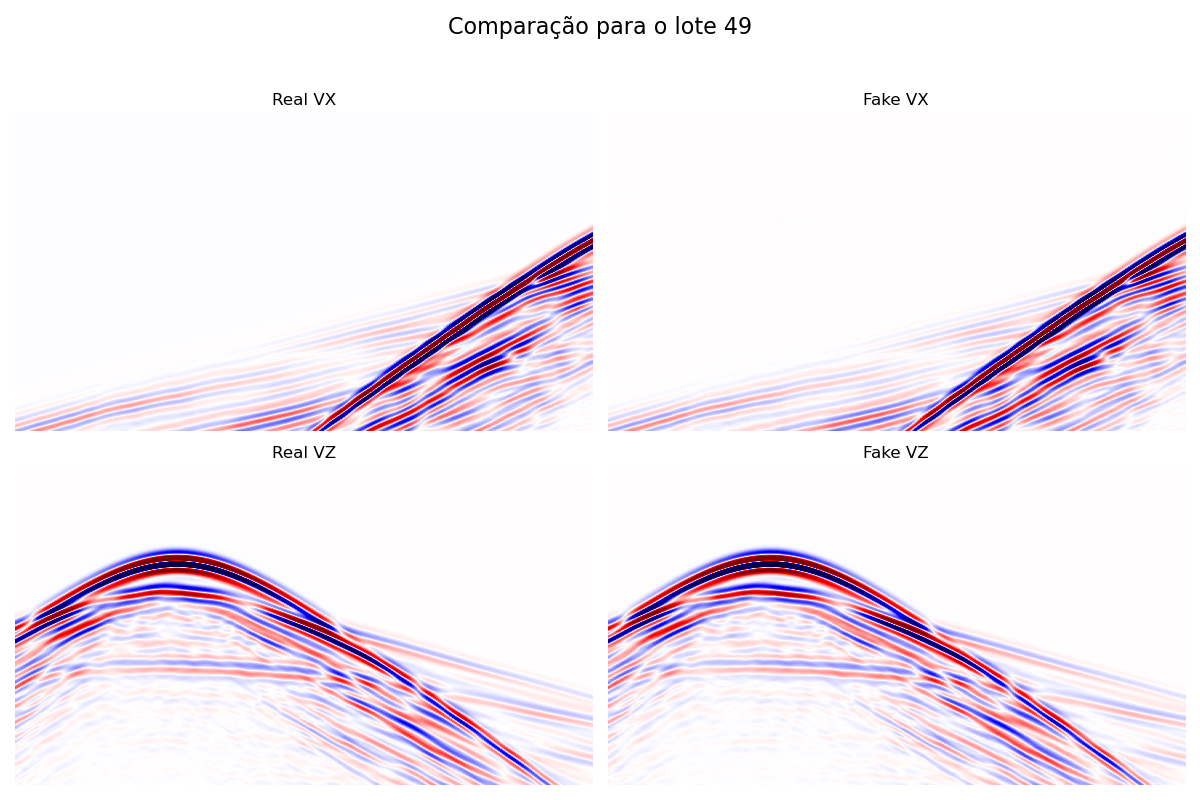 Comparação para o lote 49
Real VX
Fake VX
Real VZ
Fake VZ